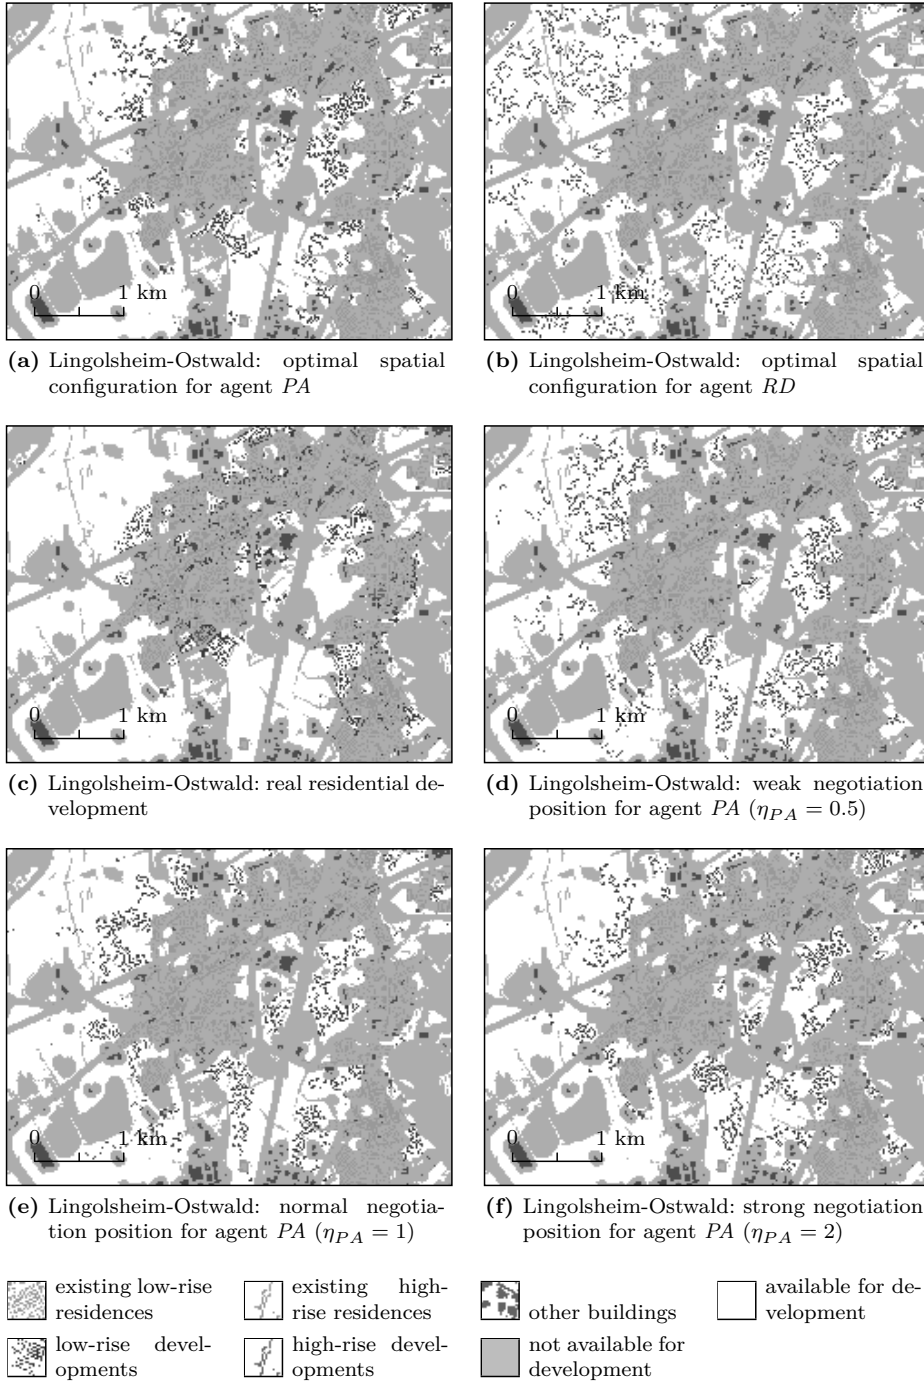 0 1 km
0 1 km
(a) Lingolsheim-Ostwald: optimal spatial
configuration for agent PA
(b) Lingolsheim-Ostwald: optimal spatial
configuration for agent RD
0 1 km
0 1 km
(c) Lingolsheim-Ostwald: real residential de-
velopment
(d) Lingolsheim-Ostwald: weak negotiation
position for agent PA (ηPA = 0.5)
0 1 km
0 1 km
(e) Lingolsheim-Ostwald: normal negotia-
tion position for agent PA (ηPA = 1)
(f) Lingolsheim-Ostwald: strong negotiation
position for agent PA (ηPA = 2)
existing low-rise
residences
existing high-
rise residences
other buildings
available for de-
velopment
low-rise devel-
opments
high-rise devel-
opments
not available for
development